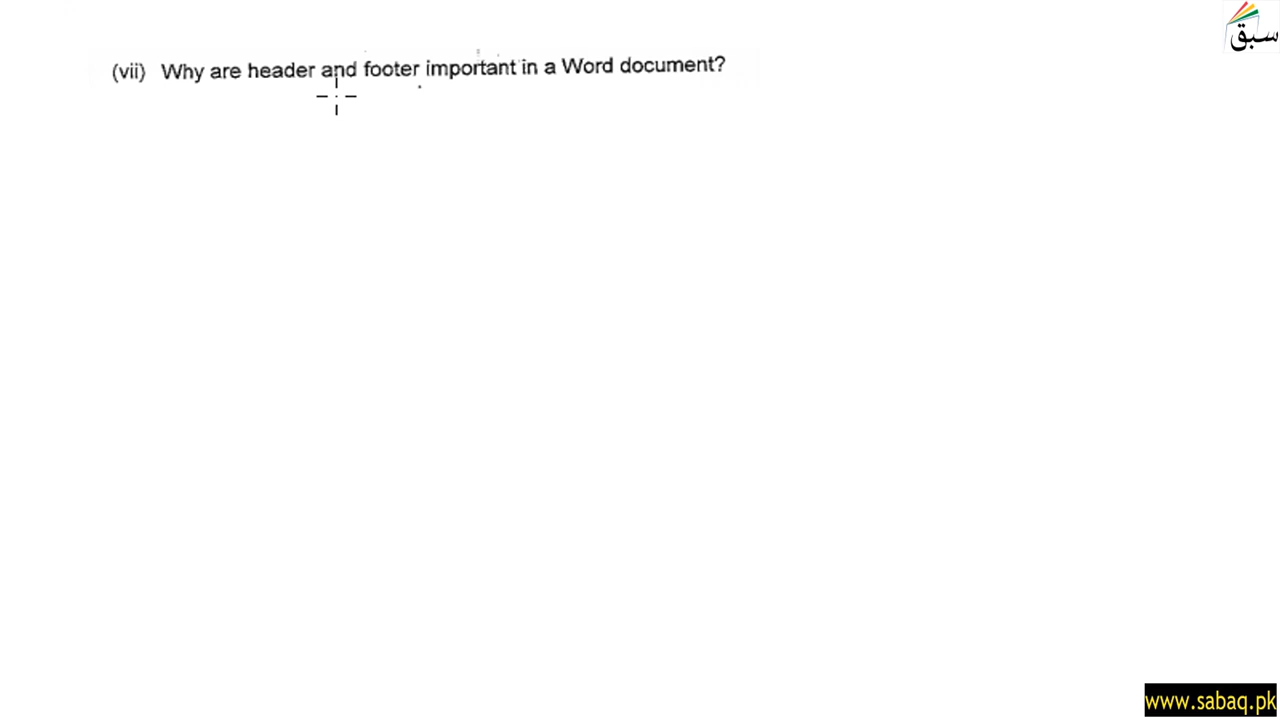 سبق
(vii) Why are header and footer important in a Word document?
www.sabaq.pk